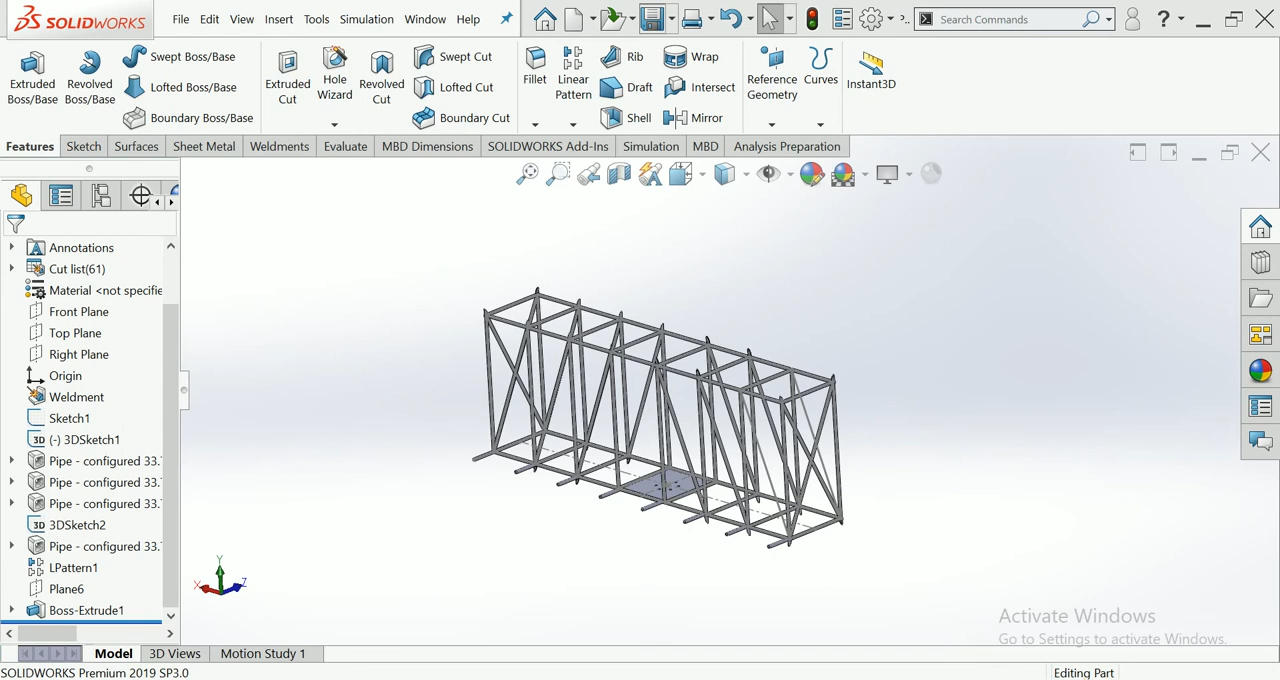 SOLIDWORKS File Edit View Insert Tools Simulation Window Help Search Commands ?
Extruded Boss/Base
Revolved Boss/Base
Swept Boss/Base
Lofted Boss/Base
Boundary Boss/Base
Extruded Cut
Hole Wizard
Revolved Cut
Swept Cut
Lofted Cut
Boundary Cut
Fillet
Linear Pattern
Rib
Draft
Shell
Wrap
Intersect
Mirror
Reference Geometry
Curves
Instant3D
Features Sketch Surfaces Sheet Metal Weldments Evaluate MBD Dimensions SOLIDWORKS Add-Ins Simulation MBD Analysis Preparation
Annotations
Cut list(61)
Material <not specifie
Front Plane
Top Plane
Right Plane
Origin
Weldment
Sketch1
3D (-) 3DSketch1
Pipe - configured 33.
Pipe - configured 33.
Pipe - configured 33.
3D 3DSketch2
Pipe - configured 33.
LPattern1
Plane6
Boss-Extrude1
Y
X Z
Activate Windows
Go to Settings to activate Windows.
Model 3D Views Motion Study 1
SOLIDWORKS Premium 2019 SP3.0 Editing Part